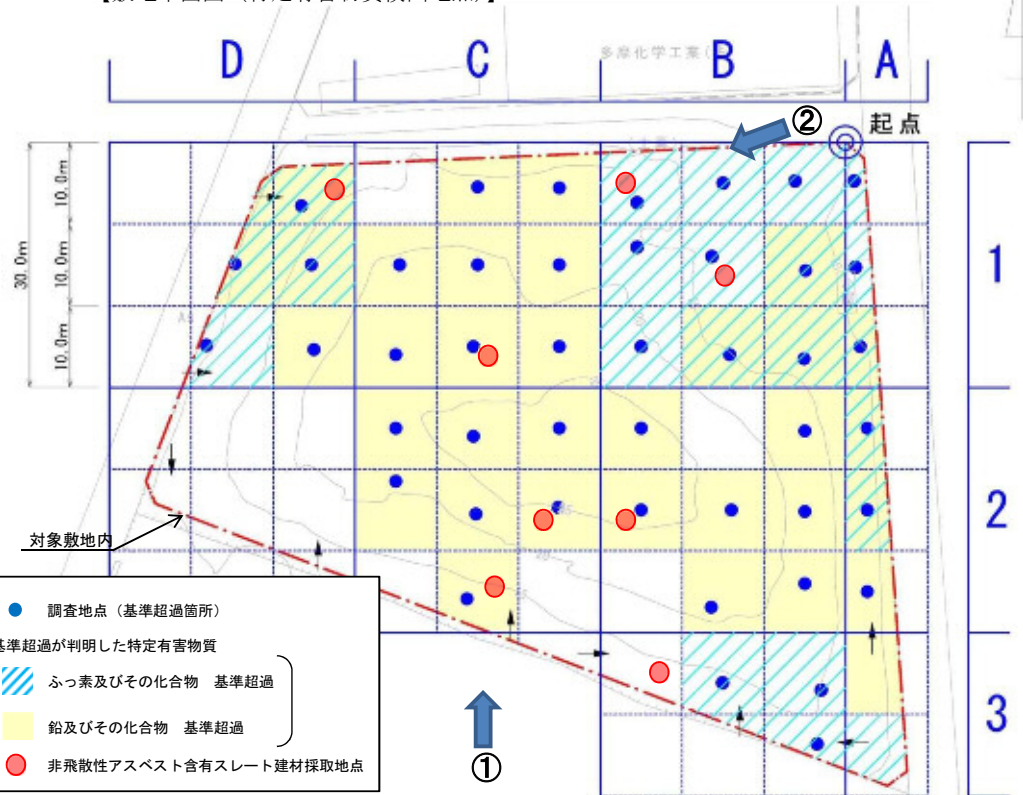 多摩化学工業(
D C B A
② 起点
10.0m
10.0m
10.0m
30.0m
1
2
3
対象敷地内
調査地点（基準超過箇所）
基準超過が判明した特定有害物質
ふっ素及びその化合物　基準超過
鉛及びその化合物　基準超過
非飛散性アスベスト含有スレート建材採取地点
①